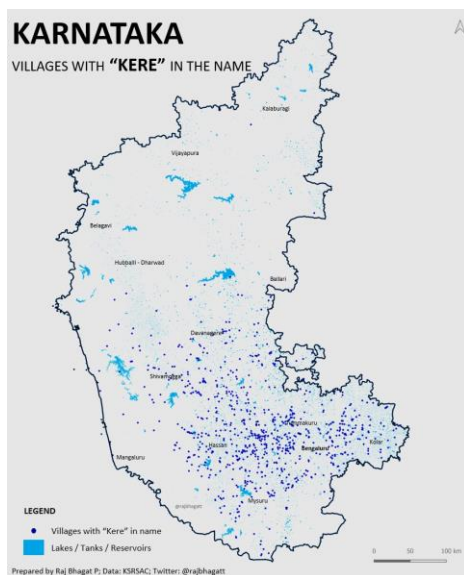 KARNATAKA
VILLAGES WITH "KERE" IN THE NAME
Kalaburagi
Vijayapura
Belagavi
Hubballi - Dharwad
Ballari
Davanagere
Shivamogga
Tumakuru
Hassan
Bengaluru
Kolar
Mangaluru
Mysuru
@rajbhagatt
LEGEND
Villages with "Kere" in name
Lakes / Tanks / Reservoirs
0 50 100 km
Prepared by Raj Bhagat P; Data: KSRSAC; Twitter: @rajbhagatt